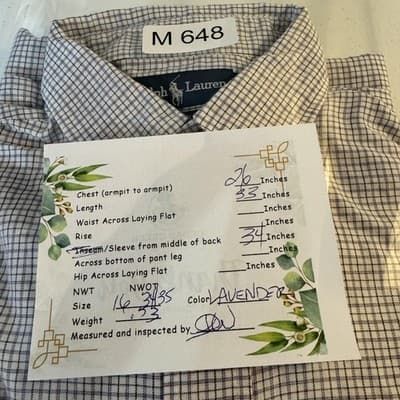 M 648
Ralph Lauren
Chest (armpit to armpit) 26 Inches
Length 33 Inches
Waist Across Laying Flat Inches
Rise Inches
Inseam/Sleeve from middle of back 34 Inches
Across bottom of pant leg
Hip Across Laying Flat Inches
NWT NWOT
Size 16 34-35 Color LAVENDER
Weight .53
Measured and inspected by